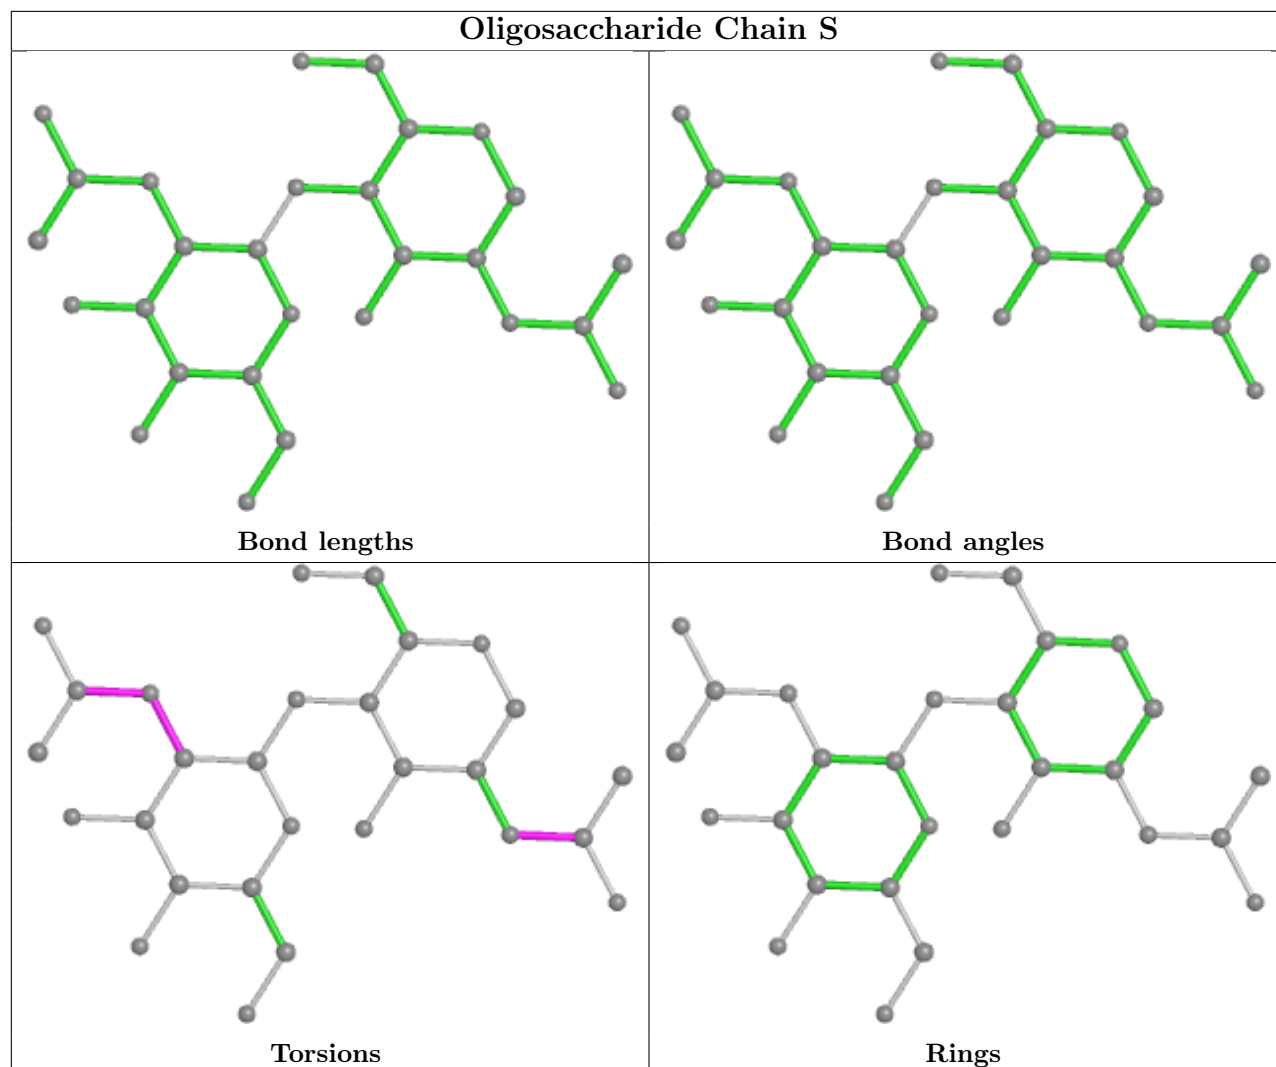 Oligosaccharide Chain S
Bond lengths
Bond angles
Torsions
Rings